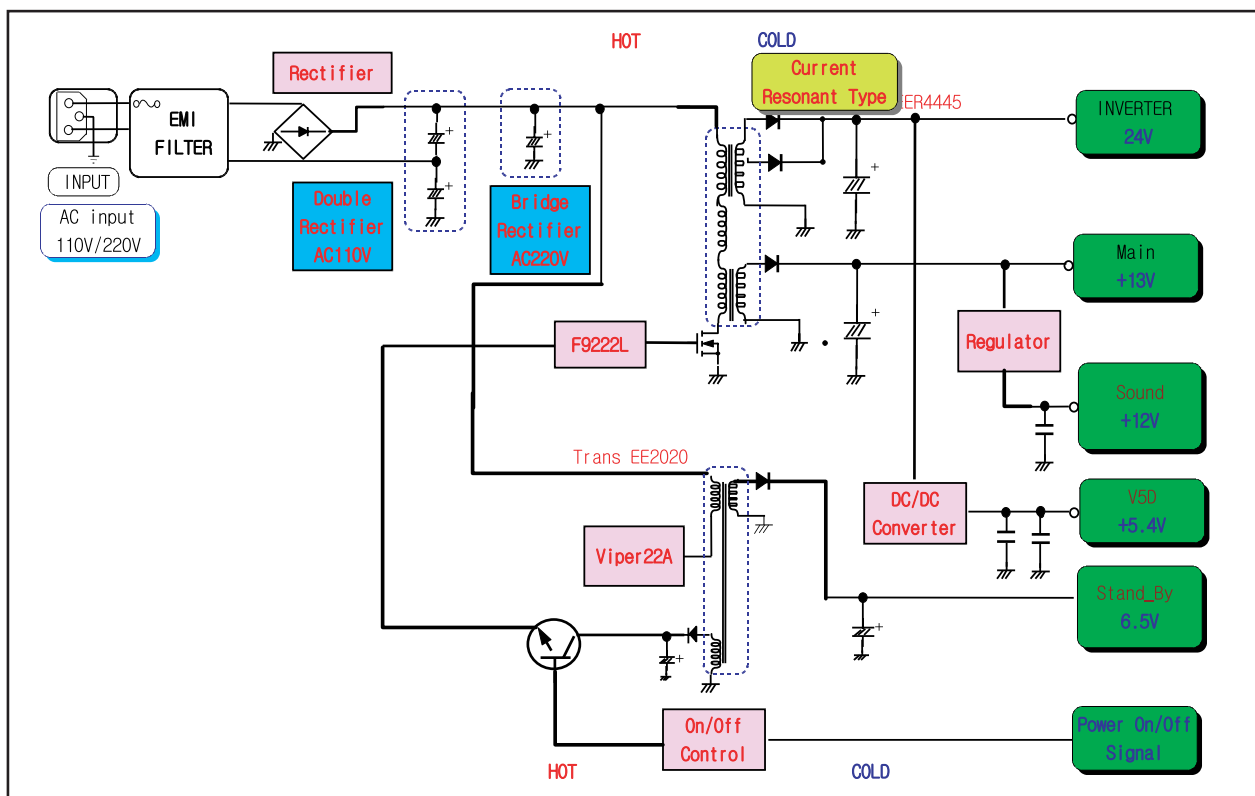 HOT
COLD
Rectifier
Current
Resonant Type
ER4445
EMI
FILTER
INPUT
AC input
110V/220V
Double
Rectifier
AC110V
Bridge
Rectifier
AC220V
INVERTER
24V
Main
+13V
F9222L
Regulator
Sound
+12V
Trans EE2020
DC/DC
Converter
V5D
+5.4V
Viper22A
Stand_By
6.5V
On/Off
Control
Power On/Off
Signal
HOT
COLD